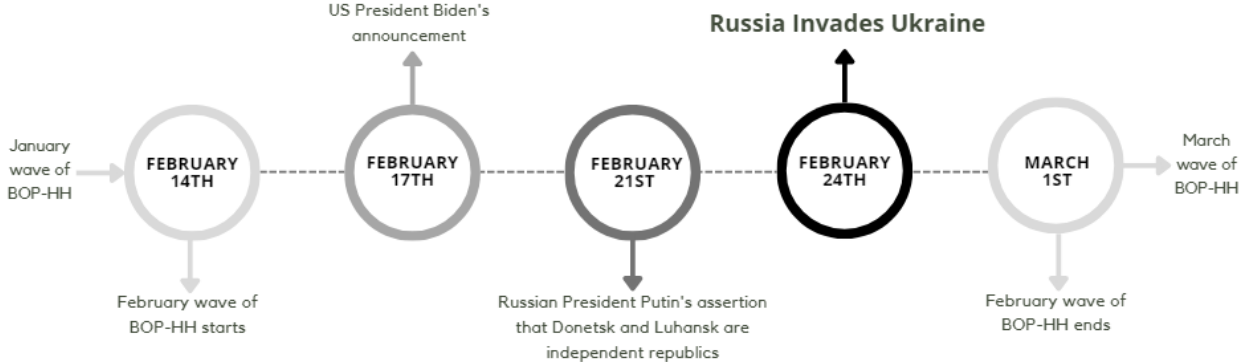 US President Biden's
announcement
Russia Invades Ukraine
January
wave of
BOP-HH
FEBRUARY
14TH
FEBRUARY
17TH
FEBRUARY
21ST
FEBRUARY
24TH
MARCH
1ST
March
wave of
BOP-HH
February wave of
BOP-HH starts
Russian President Putin's assertion
that Donetsk and Luhansk are
independent republics
February wave of
BOP-HH ends